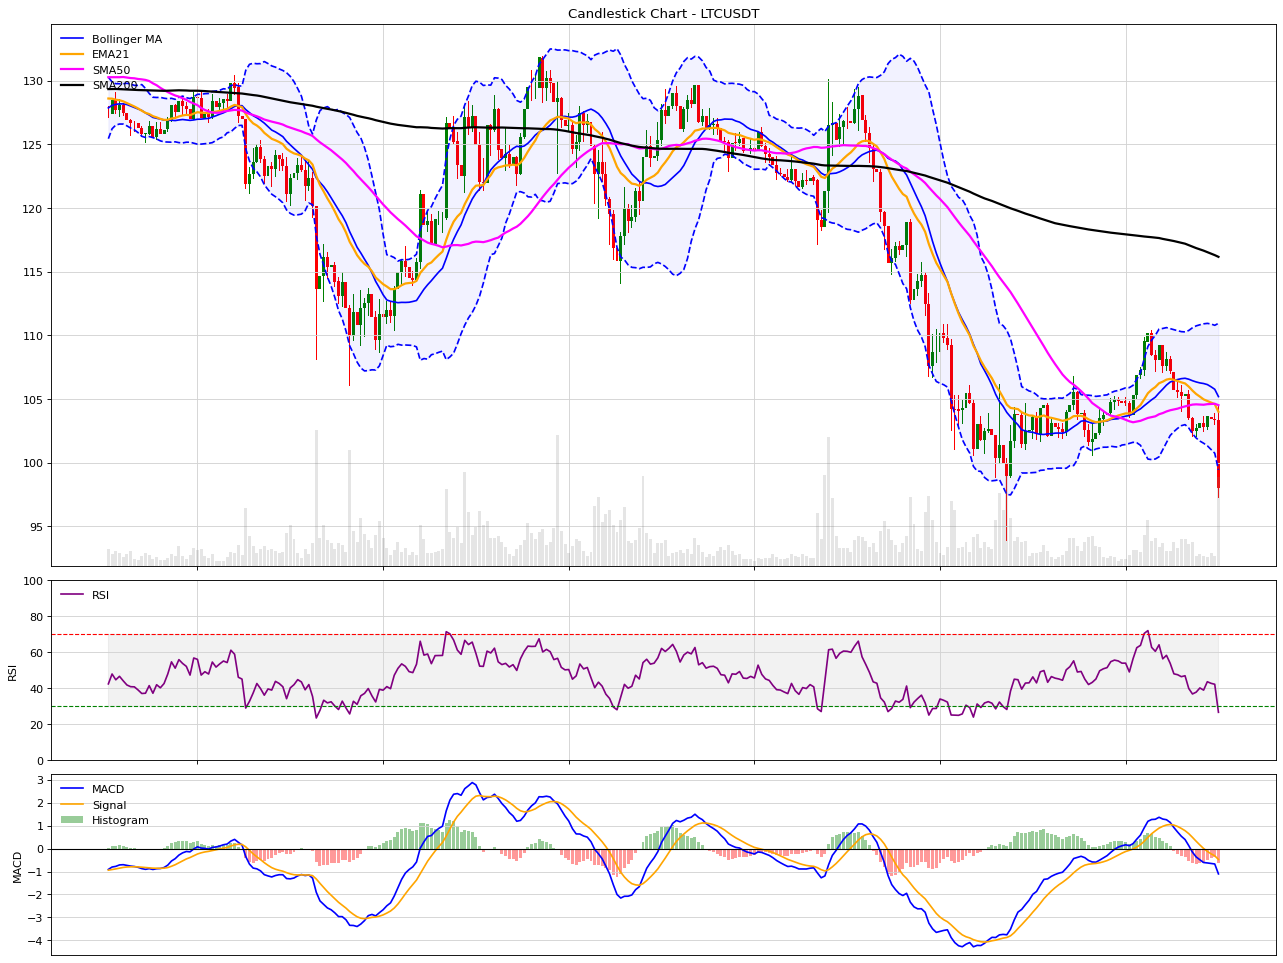 Candlestick Chart - LTCUSDT
Bollinger MA
EMA21
SMA50
SMA200
130
125
120
115
110
105
100
95
RSI
100
80
60
40
20
0
RSI
MACD
Signal
Histogram
3
2
1
0
−1
−2
−3
−4
MACD